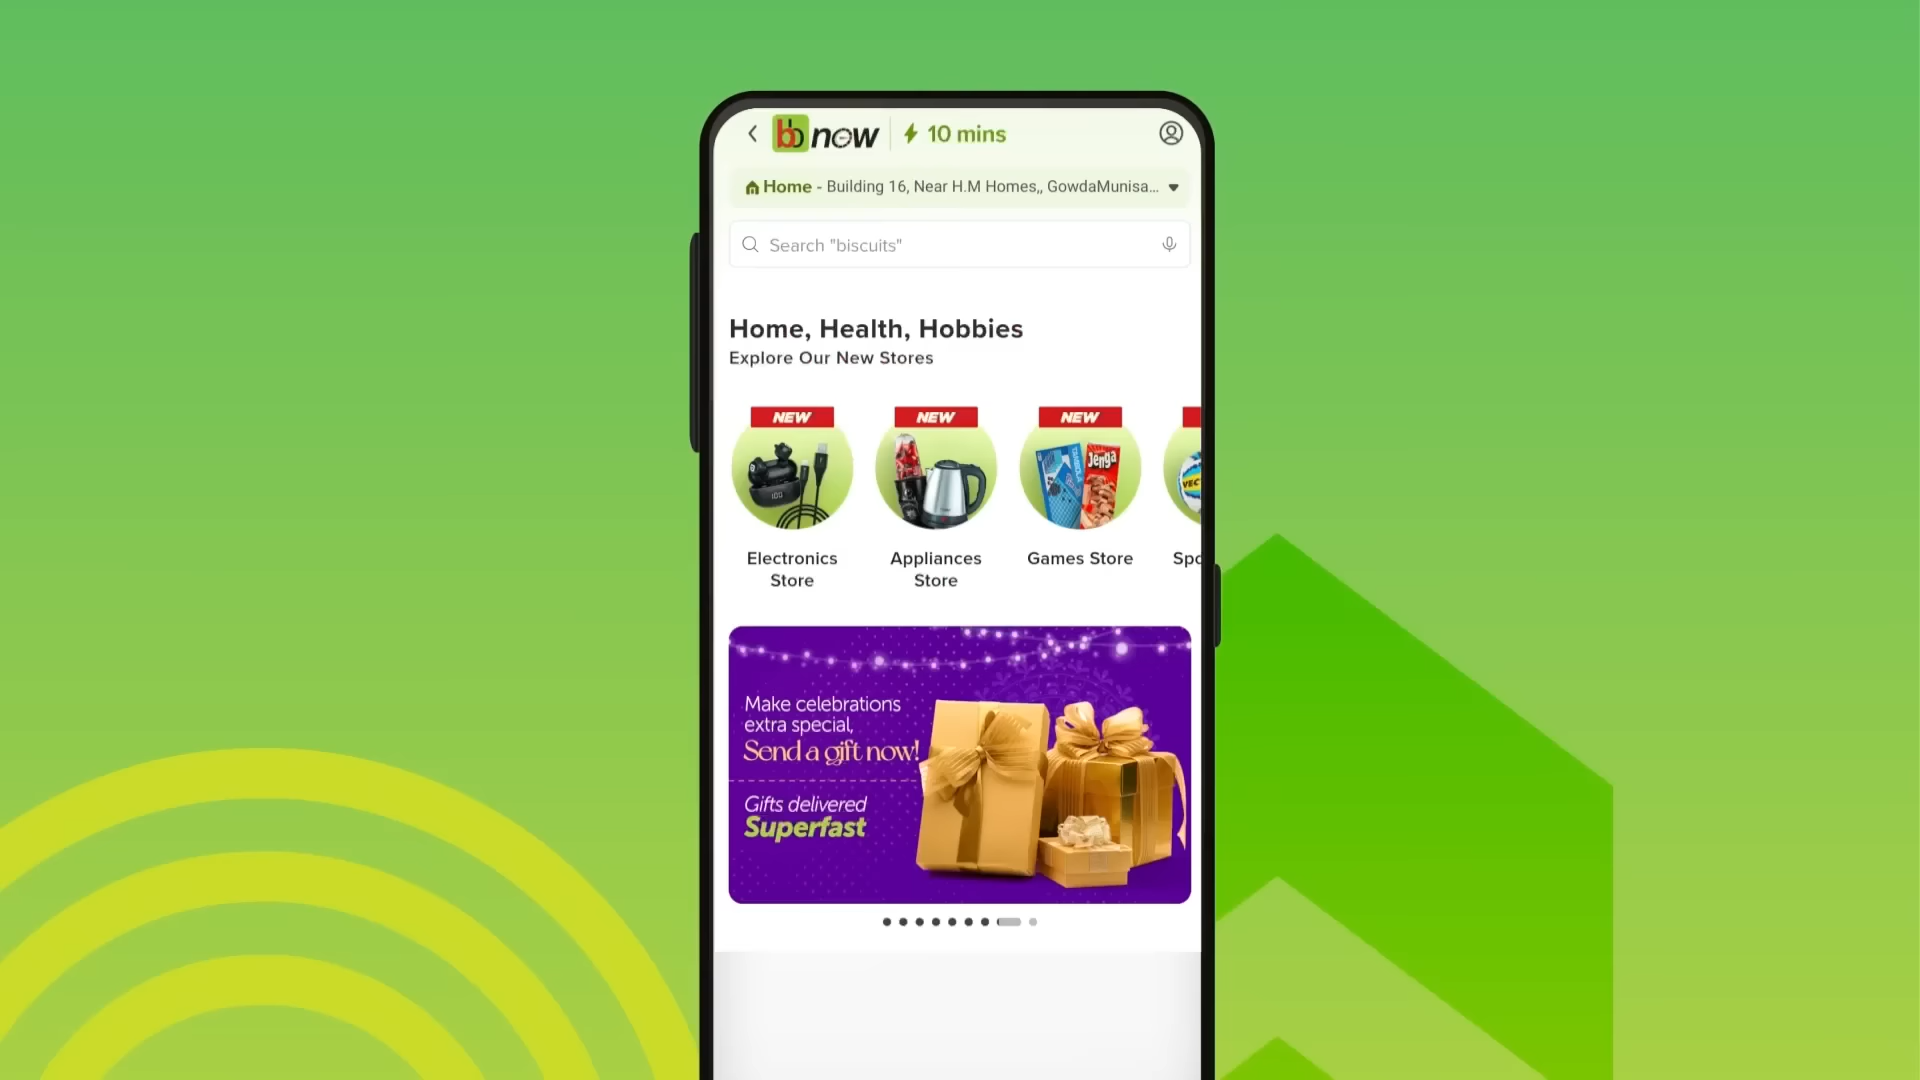 bb now
10 mins
Home - Building 16, Near H.M Homes,, GowdaMunisa...
Search "biscuits"
Home, Health, Hobbies
Explore Our New Stores
NEW
NEW
NEW
Jenga
VEC
Electronics
Store
Appliances
Store
Games Store
Spo
Make celebrations
extra special,
Send a gift now!
Gifts delivered
Superfast